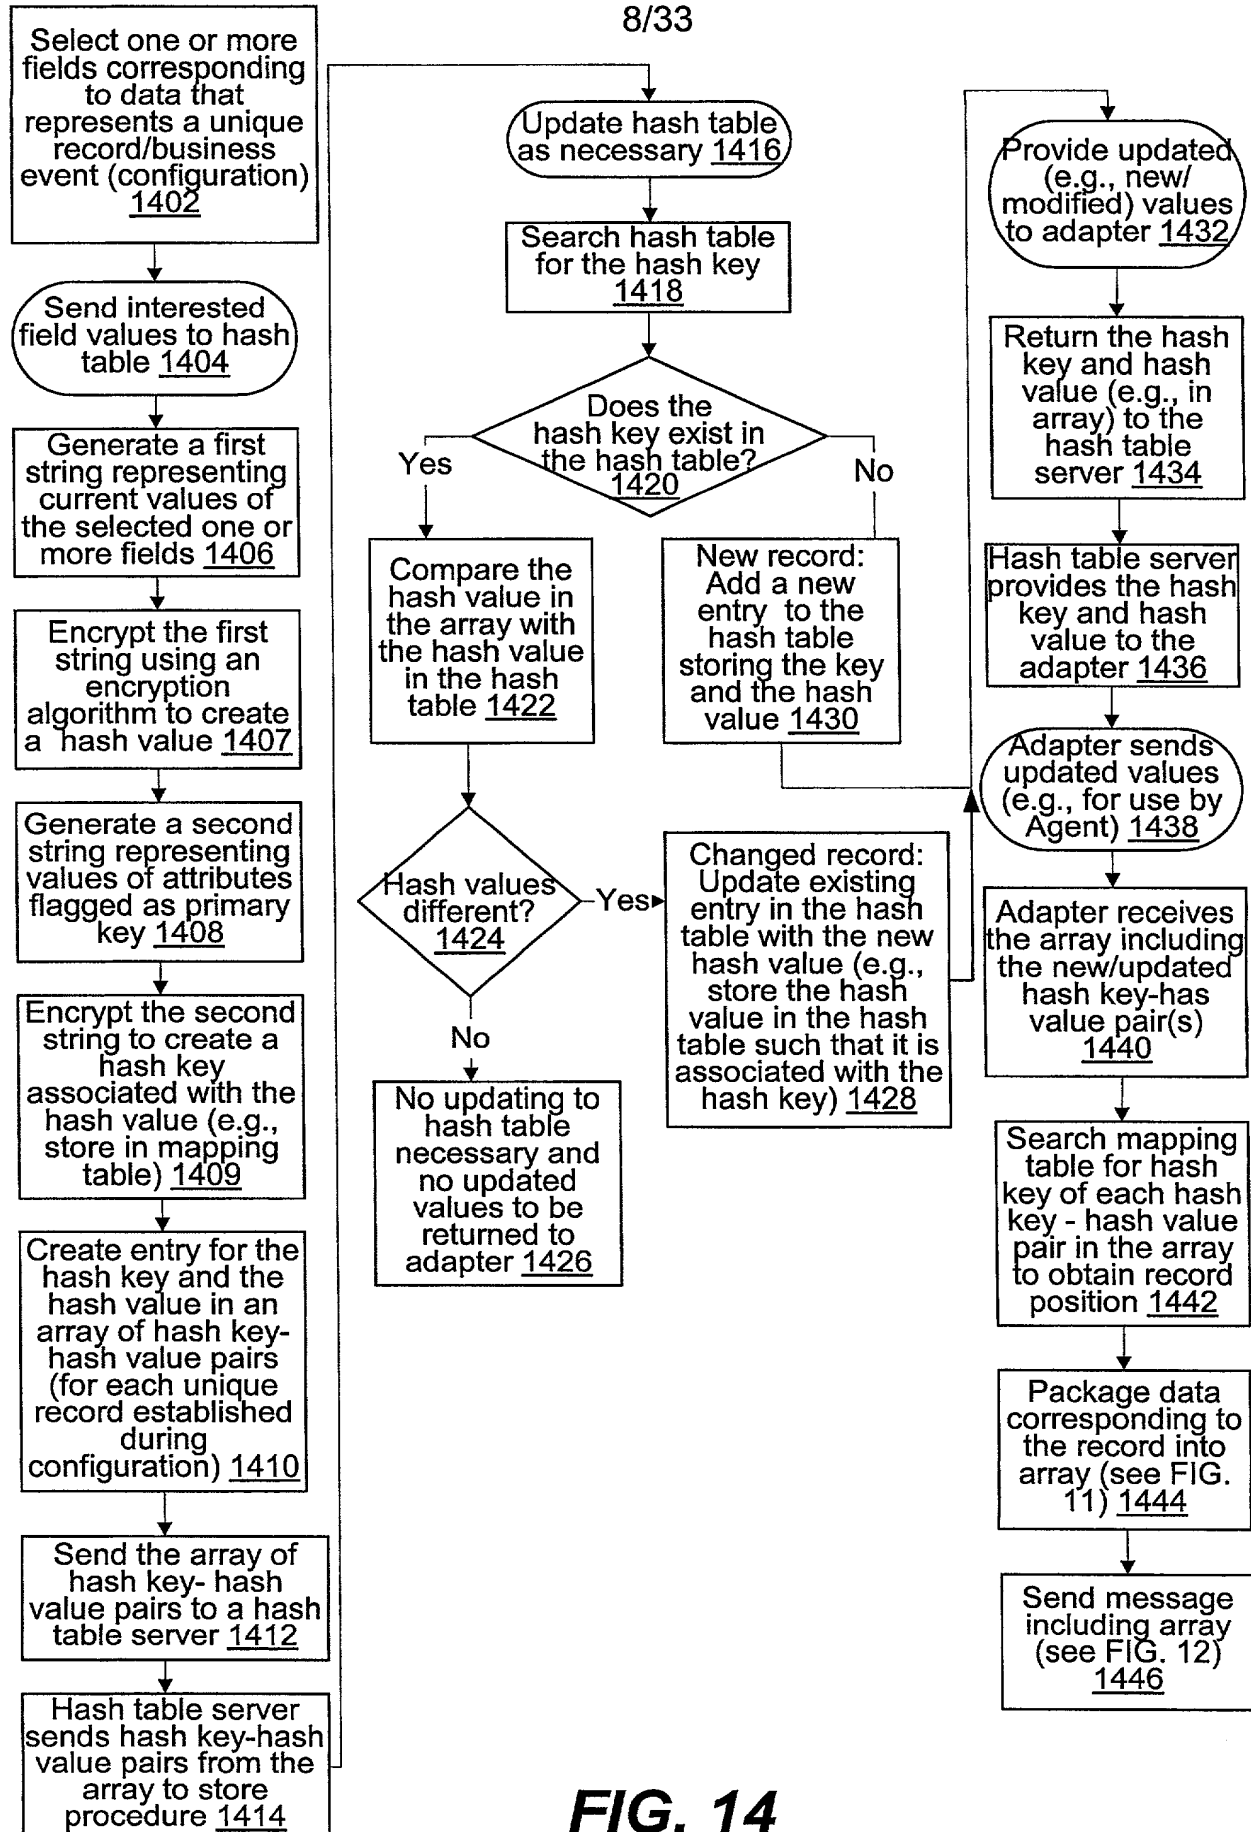 8/33
Select one or more
fields corresponding
to data that
represents a unique
record/business
event (configuration)
1402
Send interested
field values to hash
table 1404
Generate a first
string representing
current values of
the selected one or
more fields 1406
Encrypt the first
string using an
encryption
algorithm to create
a hash value 1407
Generate a second
string representing
values of attributes
flagged as primary
key 1408
Encrypt the second
string to create a
hash key
associated with the
hash value (e.g.,
store in mapping
table) 1409
Create entry for the
hash key and the
hash value in an
array of hash key-
hash value pairs
(for each unique
record established
during
configuration) 1410
Send the array of
hash key- hash
value pairs to a hash
table server 1412
Hash table server
sends hash key-hash
value pairs from the
array to store
procedure 1414
Update hash table
as necessary 1416
Search hash table
for the hash key
1418
Does the
hash key exist in
the hash table?
1420
Yes
No
Compare the
hash value in
the array with
the hash value
in the hash
table 1422
New record:
Add a new
entry to the
hash table
storing the key
and the hash
value 1430
Hash values
different?
1424
Yes
No
Changed record:
Update existing
entry in the hash
table with the new
hash value (e.g.,
store the hash
value in the hash
table such that it is
associated with the
hash key) 1428
No updating to
hash table
necessary and
no updated
values to be
returned to
adapter 1426
Provide updated
(e.g., new/
modified) values
to adapter 1432
Return the hash
key and hash
value (e.g., in
array) to the
hash table
server 1434
Hash table server
provides the hash
key and hash
value to the
adapter 1436
Adapter sends
updated values
(e.g., for use by
Agent) 1438
Adapter receives
the array including
the new/updated
hash key-has
value pair(s)
1440
Search mapping
table for hash
key of each hash
key - hash value
pair in the array
to obtain record
position 1442
Package data
corresponding to
the record into
array (see FIG.
11) 1444
Send message
including array
(see FIG. 12)
1446
FIG. 14